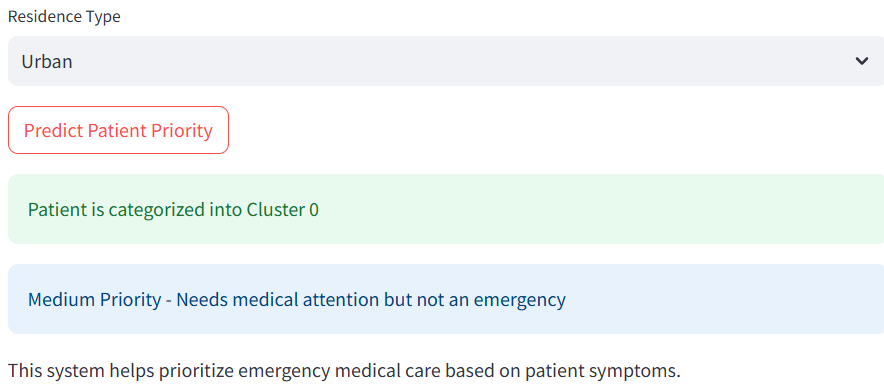 Residence Type
Urban
Predict Patient Priority
Patient is categorized into Cluster 0
Medium Priority - Needs medical attention but not an emergency
This system helps prioritize emergency medical care based on patient symptoms.